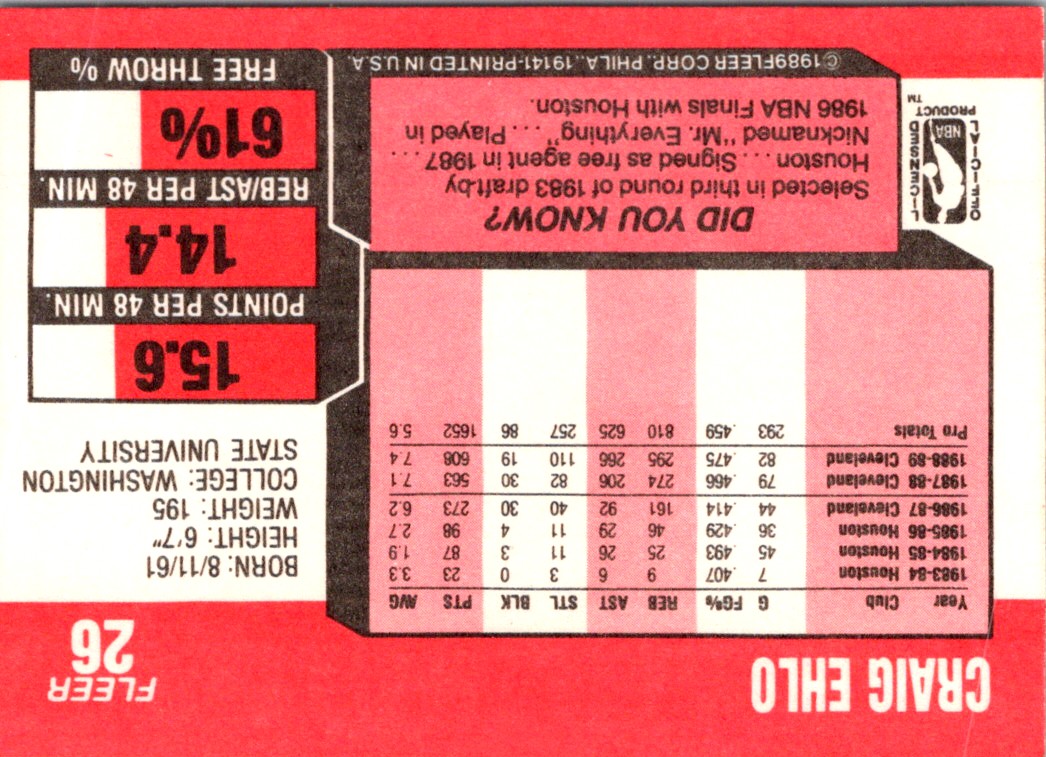 CRAIG EHLO
FLEER
26
BORN: 8/11/61
HEIGHT: 6'7"
WEIGHT: 195
COLLEGE: WASHINGTON
STATE UNIVERSITY
Year Club G FG% REB AST STL BLK PTS AVG
1983-84 Houston 7 .407 9 6 3 0 23 3.3
1984-85 Houston 45 .493 25 26 11 3 87 1.9
1985-86 Houston 36 .429 46 29 11 4 98 2.7
1986-87 Cleveland 44 .414 161 92 40 30 273 6.2
1987-88 Cleveland 79 .466 274 206 82 30 563 7.1
1988-89 Cleveland 82 .475 295 266 110 19 608 7.4
Pro Totals 293 .459 810 625 257 86 1652 5.6
15.6
POINTS PER 48 MIN.
14.4
REB/AST PER 48 MIN.
61%
FREE THROW %
DID YOU KNOW?
Selected in third round of 1983 draft-by
Houston .... Signed as free agent in 1987 ....
Nicknamed "Mr. Everything" .... Played in
1986 NBA Finals with Houston.
©1989FLEER CORP. PHILA., 19141-PRINTED IN U.S.A.
OFFICIAL
NBA
LICENSED
PRODUCT
TM